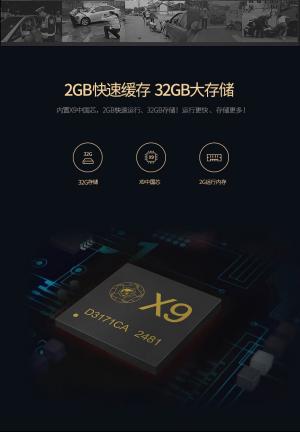 2GB快速缓存 32GB大存储
内置X9中国芯，2GB快速运行、32GB存储！运行更快、存储更多！
32G
X9
32G存储
X9中国芯
2G运行内存
X9
D3171CA 2481